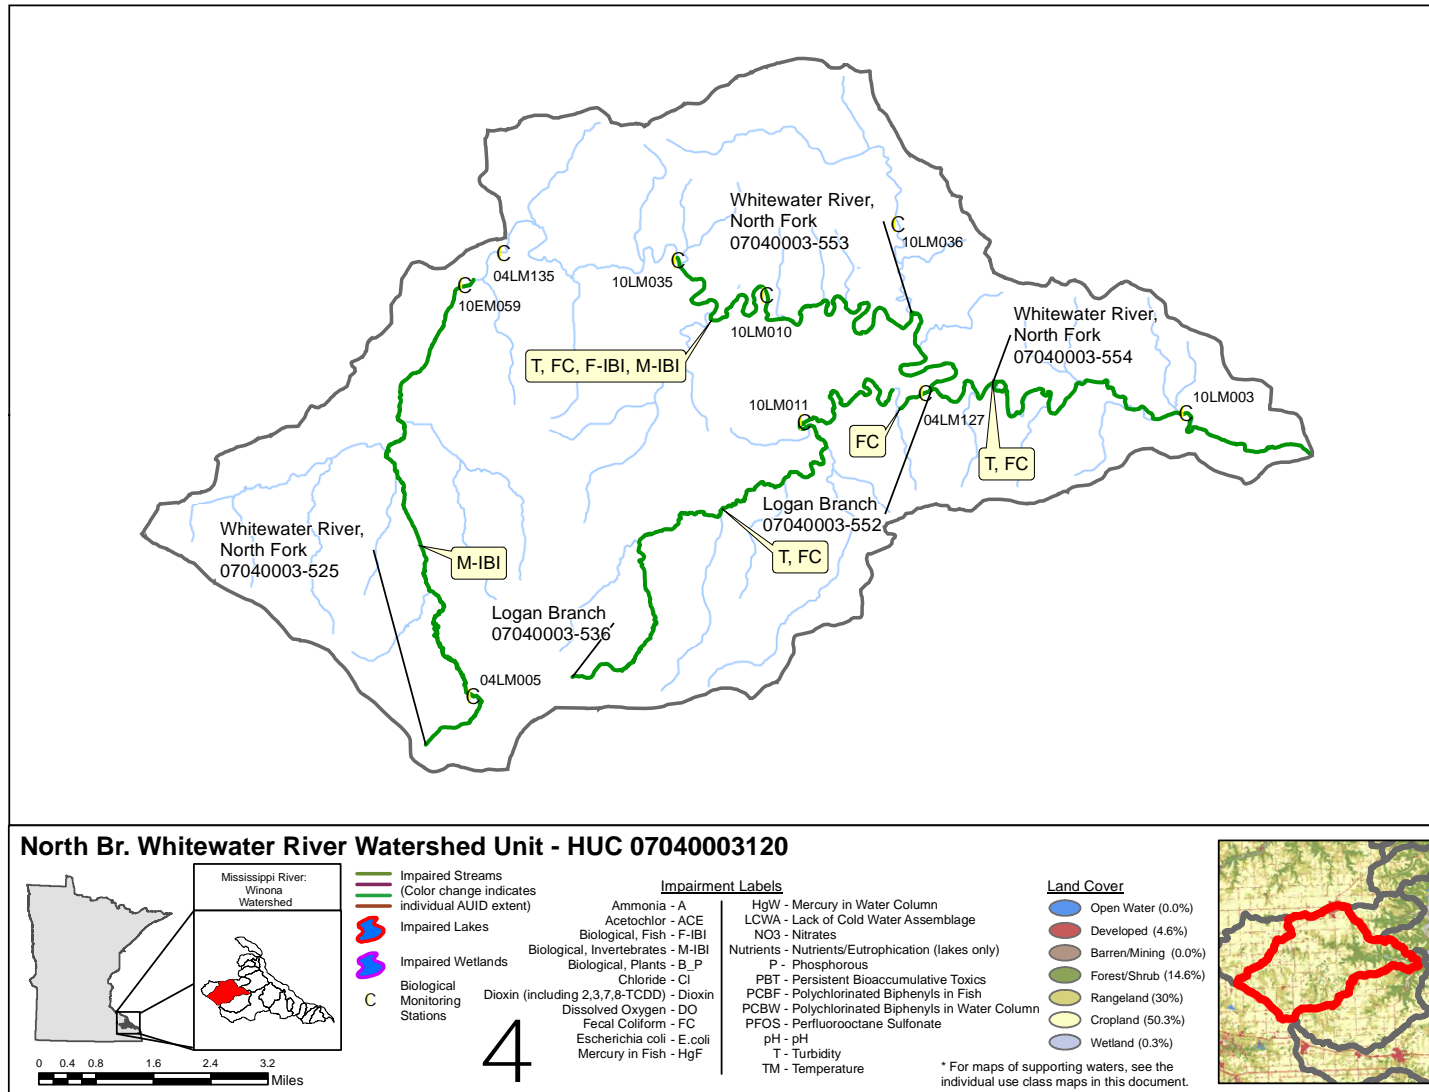 Whitewater River,
North Fork
07040003-553
C
10LM036
C
04LM135
C
10EM059
C
10LM035
C
10LM010
Whitewater River,
North Fork
07040003-554
T, FC, F-IBI, M-IBI
10LM011
C
C
04LM127
10LM003
C
FC
T, FC
Logan Branch
07040003-552
Whitewater River,
North Fork
07040003-525
M-IBI
T, FC
Logan Branch
07040003-536
04LM005
C
North Br. Whitewater River Watershed Unit - HUC 07040003120
Mississippi River:
Winona
Watershed
0 0.4 0.8 1.6 2.4 3.2
Miles
Impaired Streams
(Color change indicates
individual AUID extent)
Impaired Lakes
Impaired Wetlands
C
Biological
Monitoring
Stations
4
Impairment Labels
Ammonia - A
Acetochlor - ACE
Biological, Fish - F-IBI
Biological, Invertebrates - M-IBI
Biological, Plants - B_P
Chloride - Cl
Dioxin (including 2,3,7,8-TCDD) - Dioxin
Dissolved Oxygen - DO
Fecal Coliform - FC
Escherichia coli - E.coli
Mercury in Fish - HgF
HgW - Mercury in Water Column
LCWA - Lack of Cold Water Assemblage
NO3 - Nitrates
Nutrients - Nutrients/Eutrophication (lakes only)
P - Phosphorous
PBT - Persistent Bioaccumulative Toxics
PCBF - Polychlorinated Biphenyls in Fish
PCBW - Polychlorinated Biphenyls in Water Column
PFOS - Perfluorooctane Sulfonate
pH - pH
T - Turbidity
TM - Temperature
Land Cover
Open Water (0.0%)
Developed (4.6%)
Barren/Mining (0.0%)
Forest/Shrub (14.6%)
Rangeland (30%)
Cropland (50.3%)
Wetland (0.3%)
* For maps of supporting waters, see the
individual use class maps in this document.